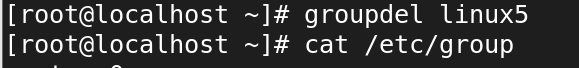 [root@localhost ~]# groupdel linux5
[root@localhost ~]# cat /etc/group